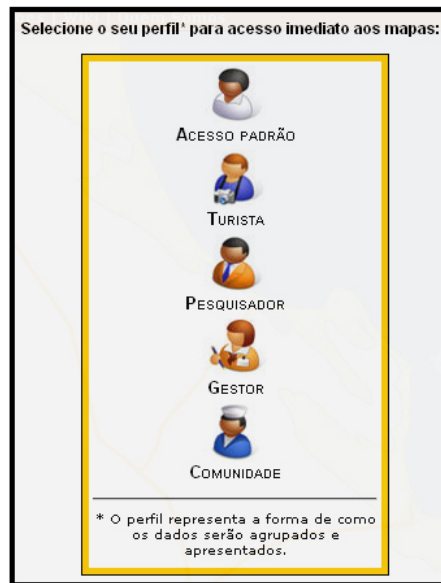 Selecione o seu perfil* para acesso imediato aos mapas:
Acesso padrão
Turista
Pesquisador
Gestor
Comunidade
* O perfil representa a forma de como
os dados serão agrupados e
apresentados.